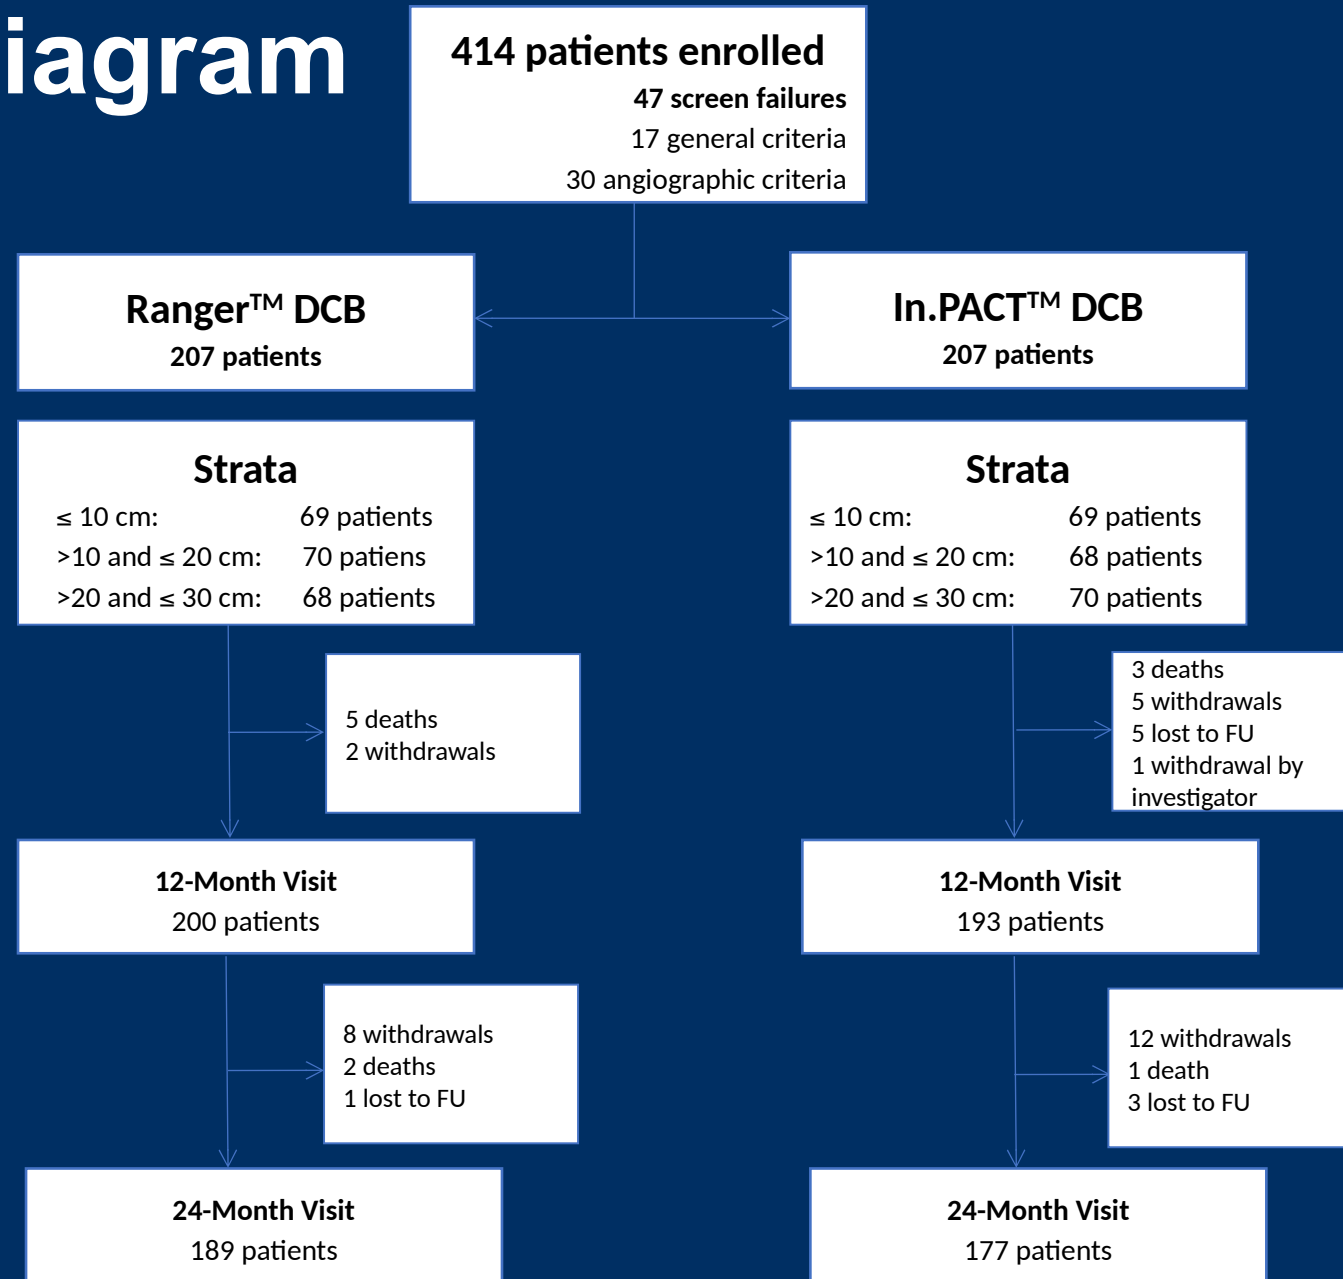 iagram
414 patients enrolled
47 screen failures
17 general criteria
30 angiographic criteria
Ranger™ DCB
207 patients
In.PACT™ DCB
207 patients
Strata
≤ 10 cm: 69 patients
>10 and ≤ 20 cm: 70 patiens
>20 and ≤ 30 cm: 68 patients
Strata
≤ 10 cm: 69 patients
>10 and ≤ 20 cm: 68 patients
>20 and ≤ 30 cm: 70 patients
5 deaths
2 withdrawals
3 deaths
5 withdrawals
5 lost to FU
1 withdrawal by
investigator
12-Month Visit
200 patients
12-Month Visit
193 patients
8 withdrawals
2 deaths
1 lost to FU
12 withdrawals
1 death
3 lost to FU
24-Month Visit
189 patients
24-Month Visit
177 patients